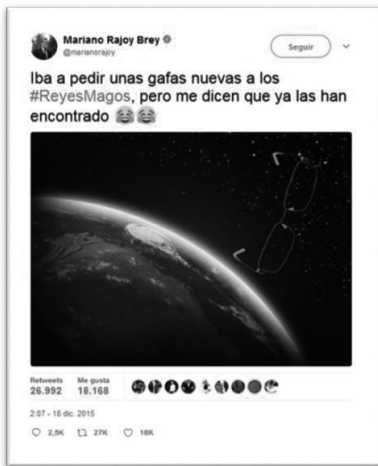 Mariano Rajoy Brey
@marianorajoy
Seguir
Iba a pedir unas gafas nuevas a los
#ReyesMagos, pero me dicen que ya las han
encontrado 😂😂
Retweets
26.992
Me gusta
18.168
2:07 - 18 dic. 2015
2,5K
27K
18K